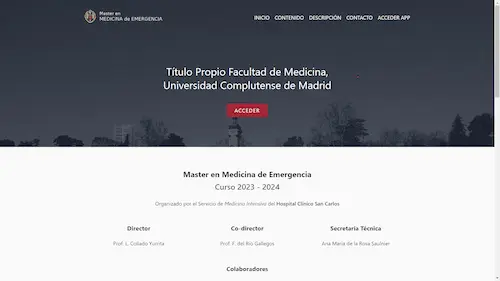 Master en
MEDICINA de EMERGENCIA
INICIO CONTENIDO DESCRIPCIÓN CONTACTO ACCEDER APP
Título Propio Facultad de Medicina,
Universidad Complutense de Madrid
ACCEDER
Master en Medicina de Emergencia
Curso 2023 - 2024
Organizado por el Servicio de Medicina Intensiva del Hospital Clínico San Carlos
Director Co-director Secretaría Técnica
Prof. L. Collado Yurrita Prof. F. del Río Gallegos Ana María de la Rosa Saulnier
Colaboradores